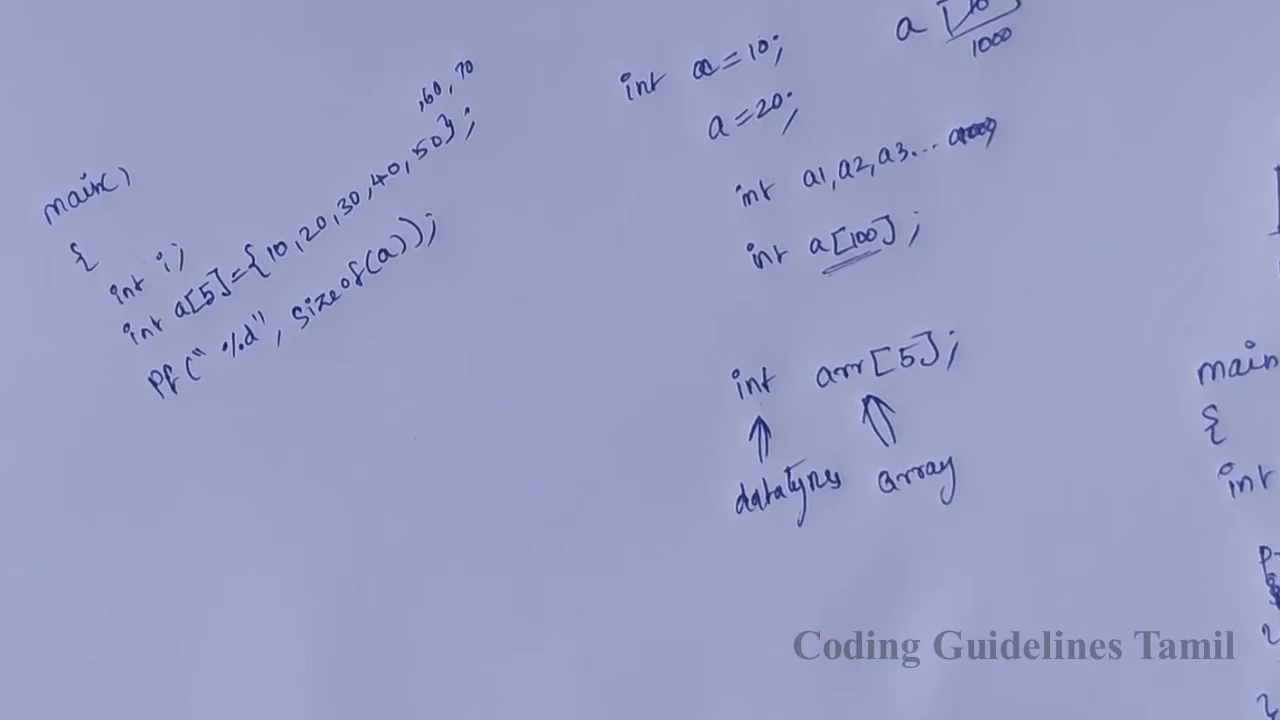 main()
{
int i;
int a[5]={10,20,30,40,50};
,60,70
Pf("%d", sizeof(a));
int a=10;
a=20;
int a1,a2,a3...
int a[100];
a [10]
1000
int arr[5];
datatypes array
main
{
int
Coding Guidelines Tamil